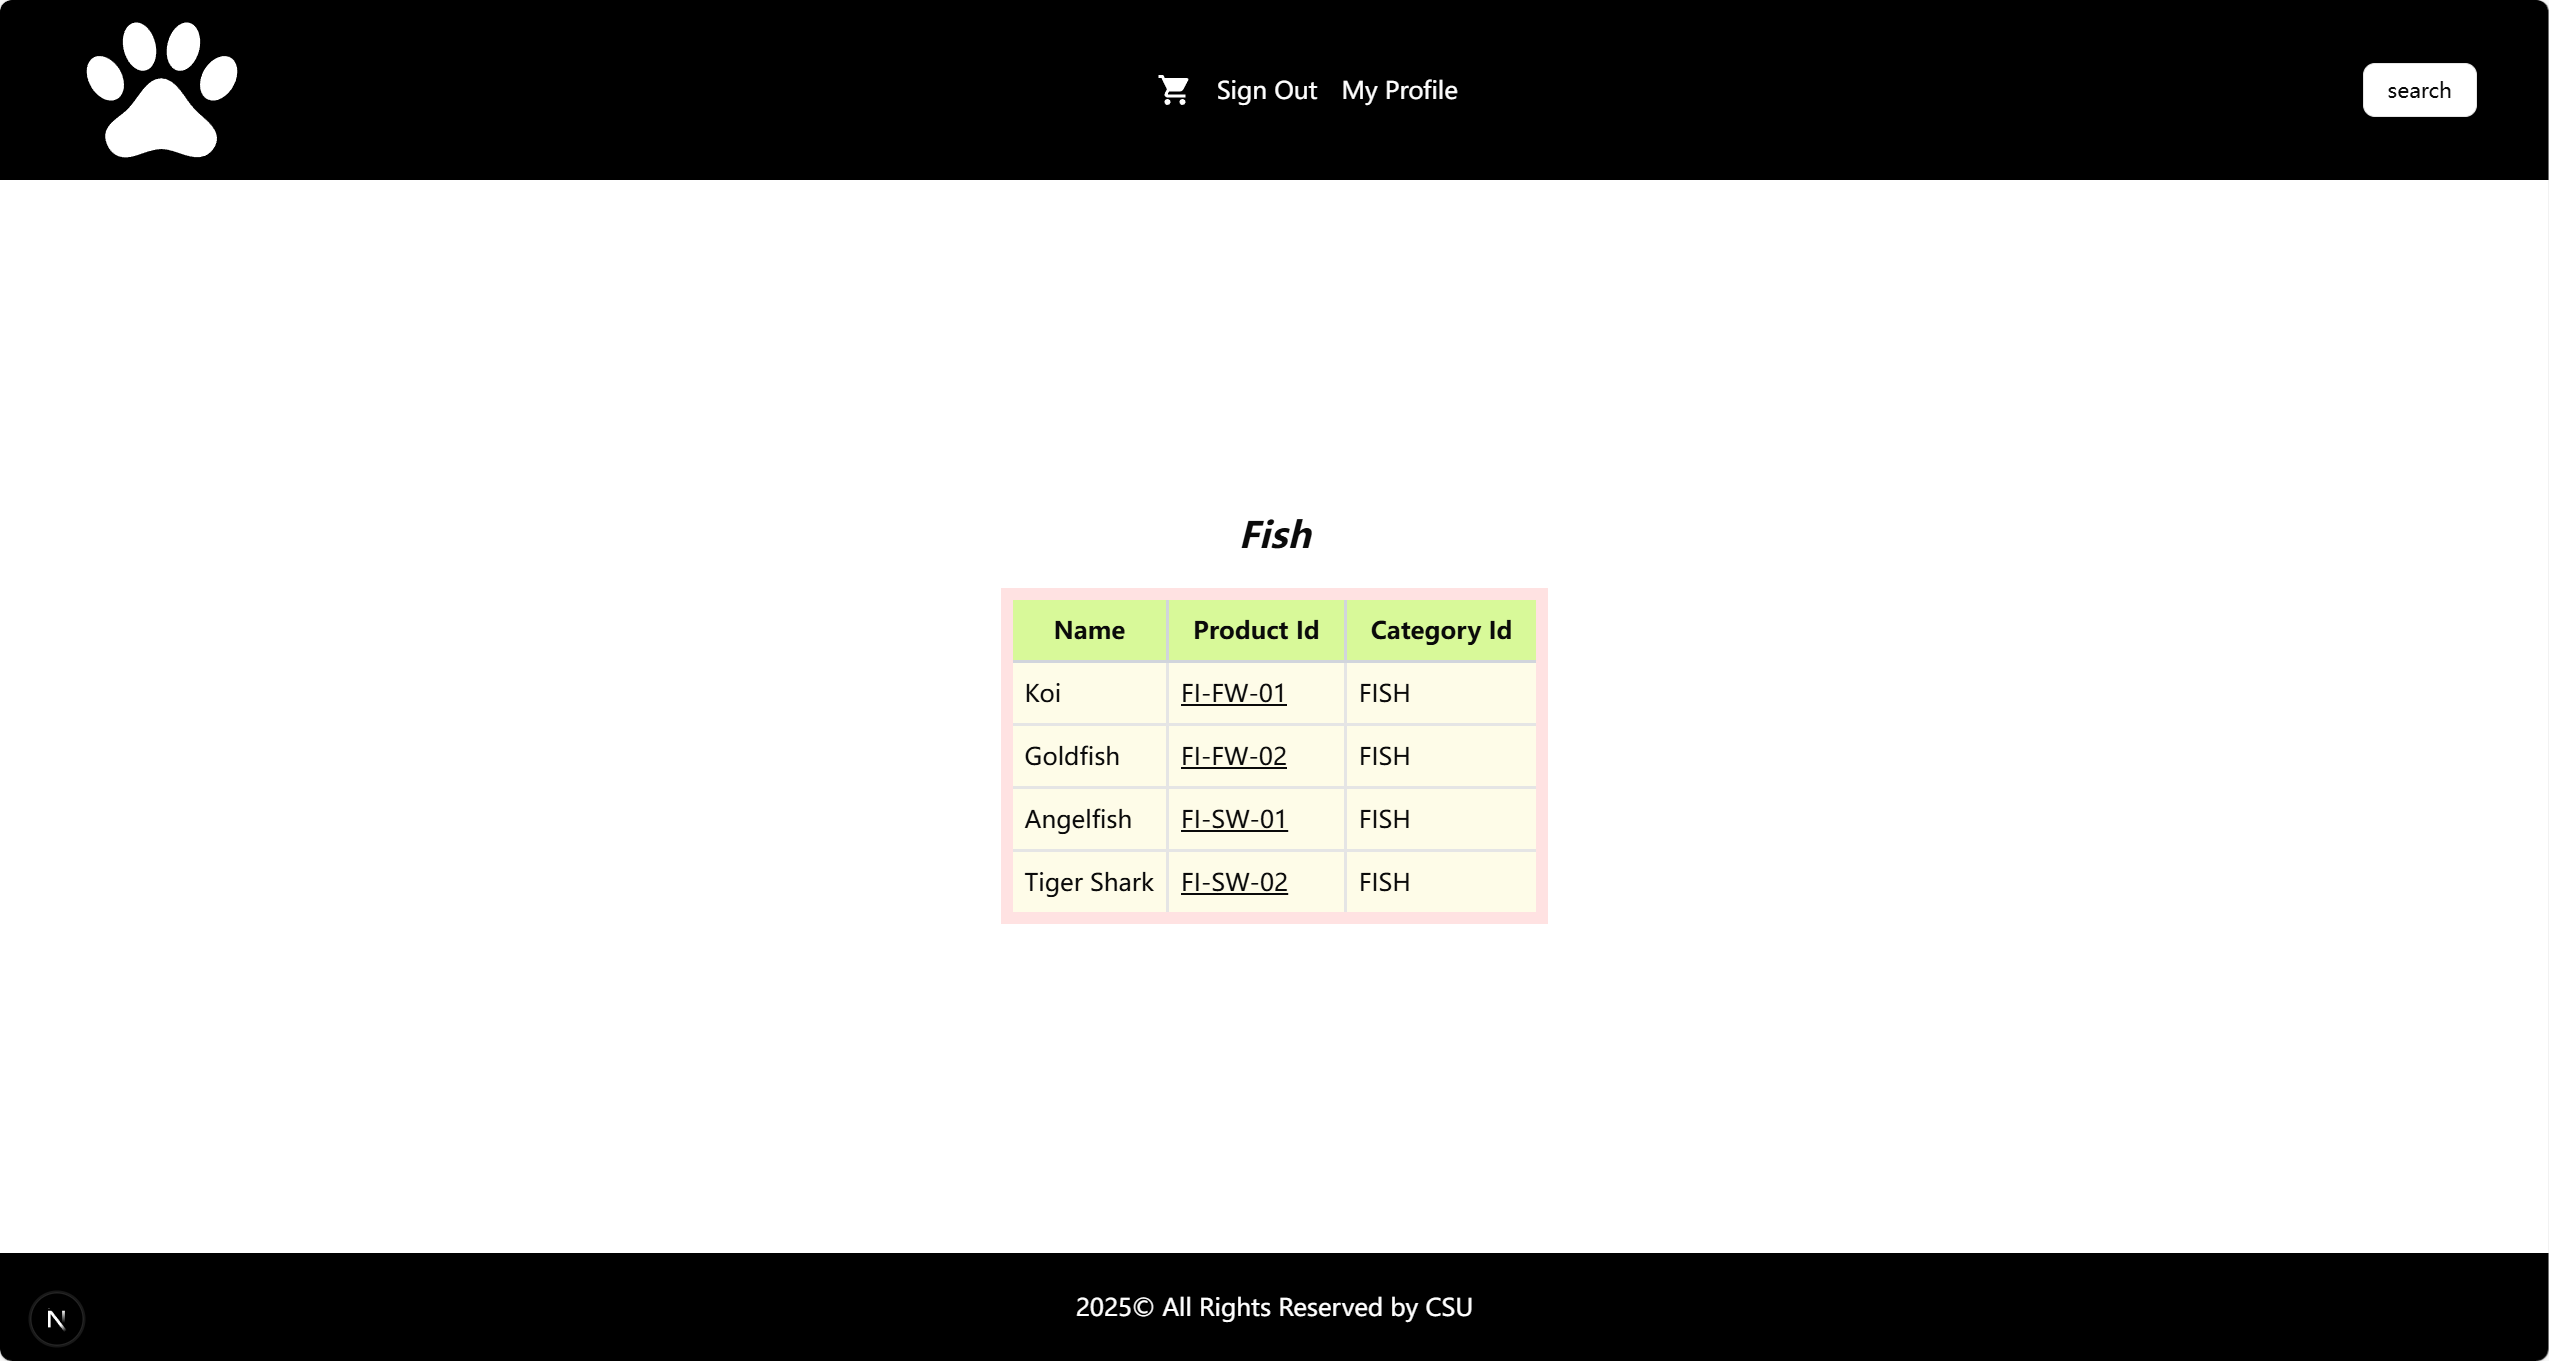 Sign Out My Profile
search
Fish
Name Product Id Category Id
Koi FI-FW-01 FISH
Goldfish FI-FW-02 FISH
Angelfish FI-SW-01 FISH
Tiger Shark FI-SW-02 FISH
2025© All Rights Reserved by CSU
N